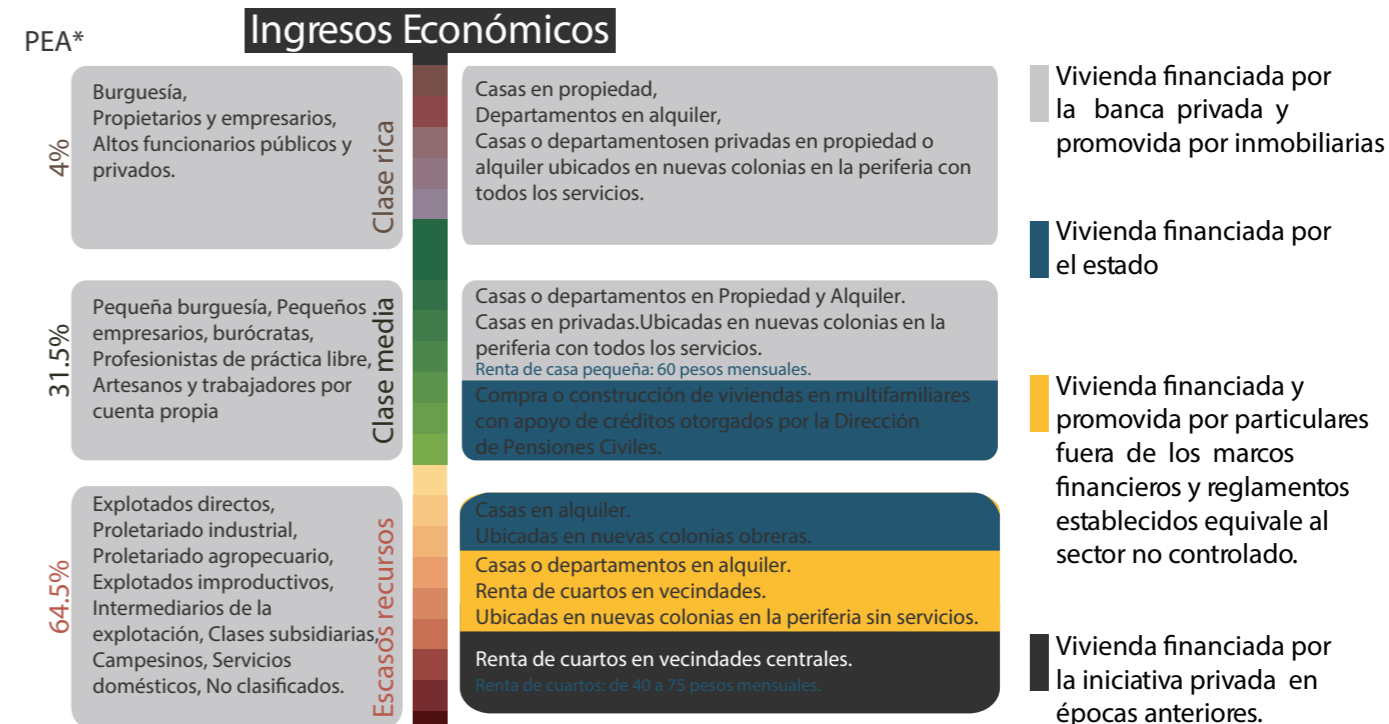 PEA*
Ingresos Económicos
4%
Burguesía,
Propietarios y empresarios,
Altos funcionarios públicos y
privados.
Clase rica
Casas en propiedad,
Departamentos en alquiler,
Casas o departamentosen privadas en propiedad o
alquiler ubicados en nuevas colonias en la periferia con
todos los servicios.
31.5%
Pequeña burguesía, Pequeños
empresarios, burócratas,
Profesionistas de práctica libre,
Artesanos y trabajadores por
cuenta propia
Clase media
Casas o departamentos en Propiedad y Alquiler.
Casas en privadas.Ubicadas en nuevas colonias en la
periferia con todos los servicios.
Renta de casa pequeña: 60 pesos mensuales.
Compra o construcción de viviendas en multifamiliares
con apoyo de créditos otorgados por la Dirección
de Pensiones Civiles.
64.5%
Explotados directos,
Proletariado industrial,
Proletariado agropecuario,
Explotados improductivos,
Intermediarios de la
explotación, Clases subsidiarias,
Campesinos, Servicios
domésticos, No clasificados.
Escasos recursos
Casas en alquiler.
Ubicadas en nuevas colonias obreras.
Casas o departamentos en alquiler.
Renta de cuartos en vecindades.
Ubicadas en nuevas colonias en la periferia sin servicios.
Renta de cuartos en vecindades centrales.
Renta de cuartos: de 40 a 75 pesos mensuales.
Vivienda financiada por
la banca privada y
promovida por inmobiliarias
Vivienda financiada por
el estado
Vivienda financiada y
promovida por particulares
fuera de los marcos
financieros y reglamentos
establecidos equivale al
sector no controlado.
Vivienda financiada por
la iniciativa privada en
épocas anteriores.